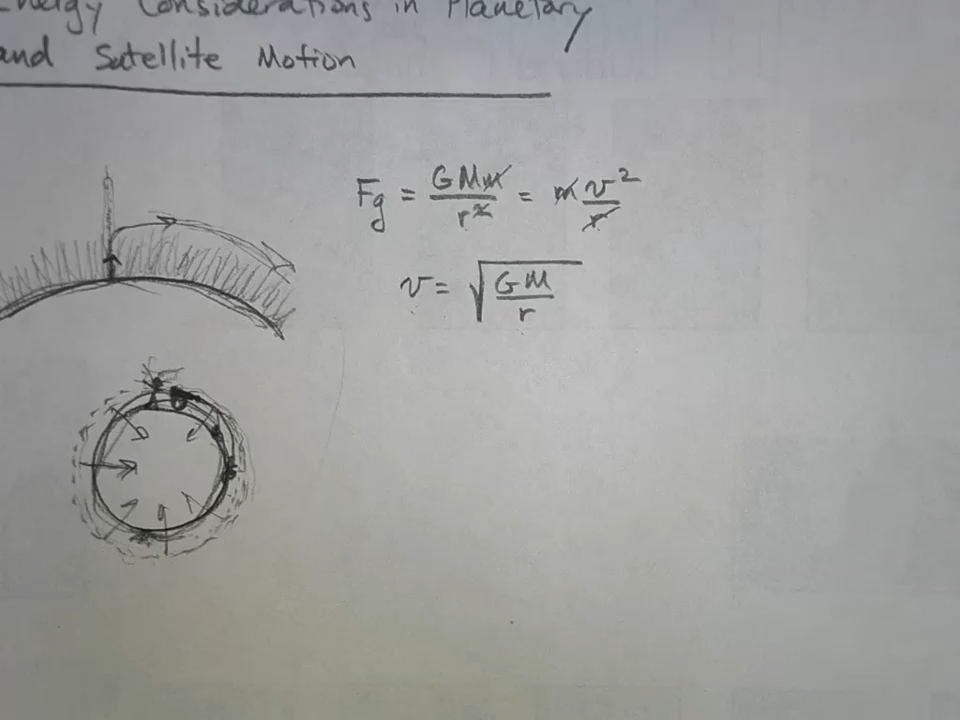 Energy Considerations in Planetary
and Satellite Motion
Fg = GMm/r² = m v²/r
v = √(GM/r)